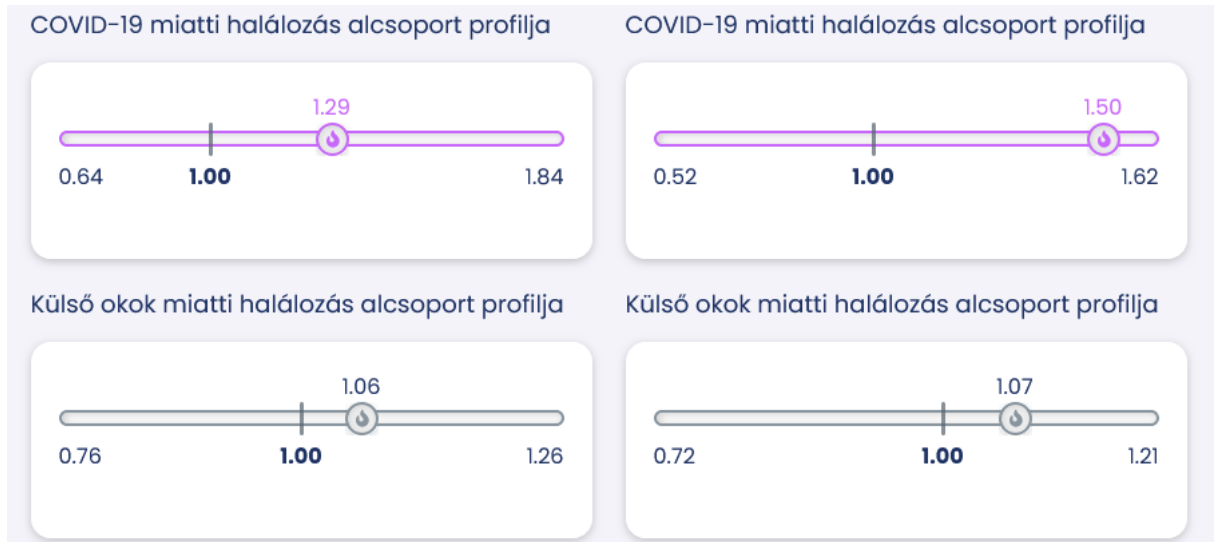 COVID-19 miatti halálozás alcsoport profilja
COVID-19 miatti halálozás alcsoport profilja
1.29
0.64 1.00 1.84
1.50
0.52 1.00 1.62
Külső okok miatti halálozás alcsoport profilja
Külső okok miatti halálozás alcsoport profilja
1.06
0.76 1.00 1.26
1.07
0.72 1.00 1.21